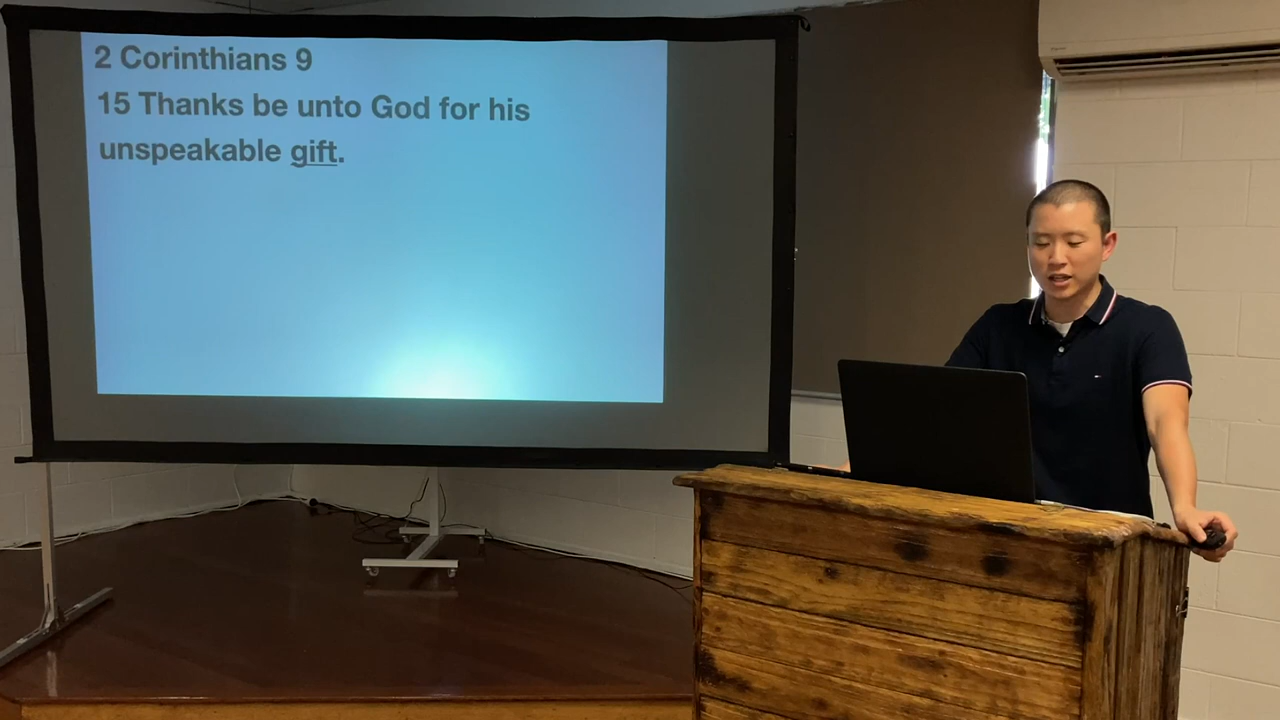 2 Corinthians 9
15 Thanks be unto God for his
unspeakable gift.